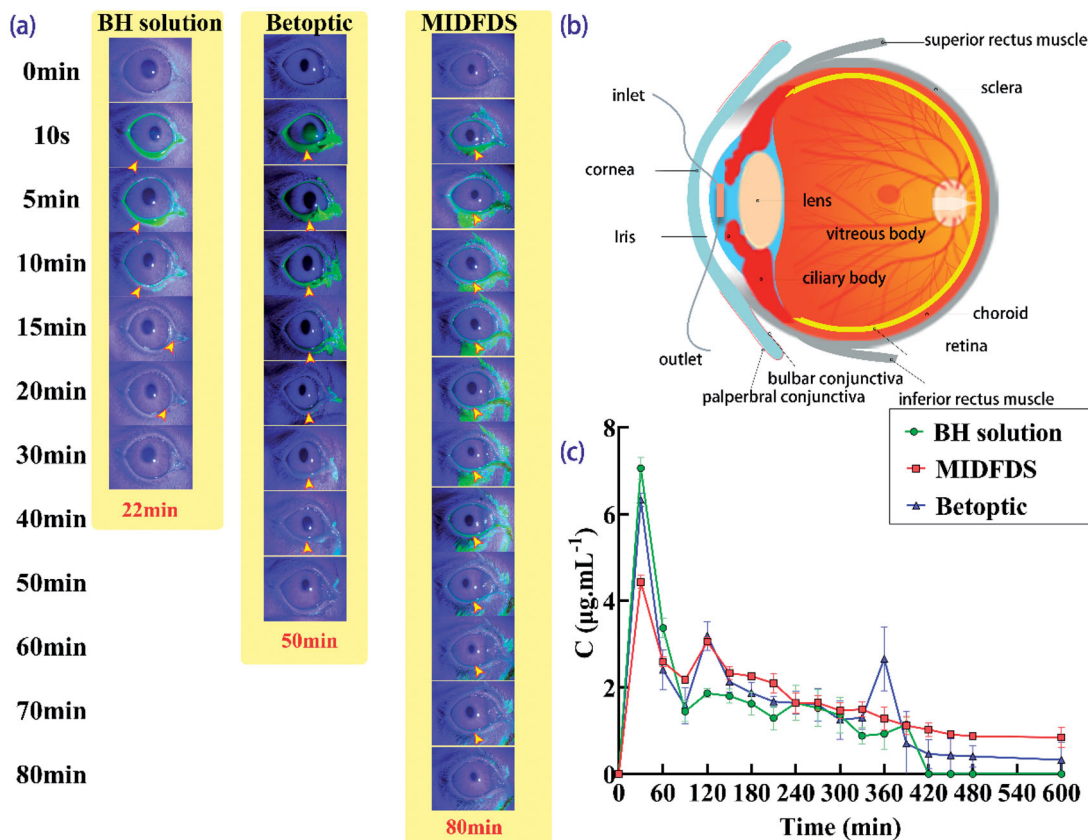 (a)
BH solution
Betoptic
MIDFDS
0min
10s
5min
10min
15min
20min
30min
40min
50min
60min
70min
80min
22min
50min
80min
(b)
superior rectus muscle
sclera
inlet
cornea
lens
Iris
vitreous body
ciliary body
choroid
retina
outlet
bulbar conjunctiva
palperbral conjunctiva
inferior rectus muscle
(c)
BH solution
MIDFDS
Betoptic
C (μg.mL⁻¹)
8
6
4
2
0
0 60 120 180 240 300 360 420 480 540 600
Time (min)